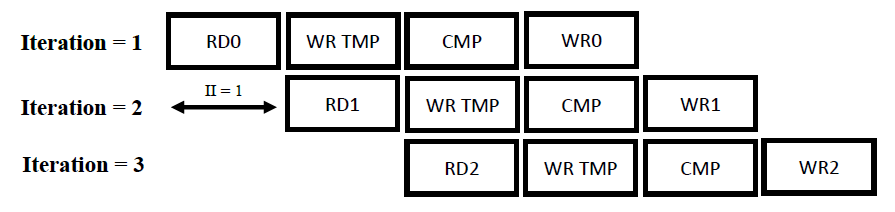 Iteration = 1 RD0 WR TMP CMP WR0
II = 1
Iteration = 2 RD1 WR TMP CMP WR1
Iteration = 3 RD2 WR TMP CMP WR2